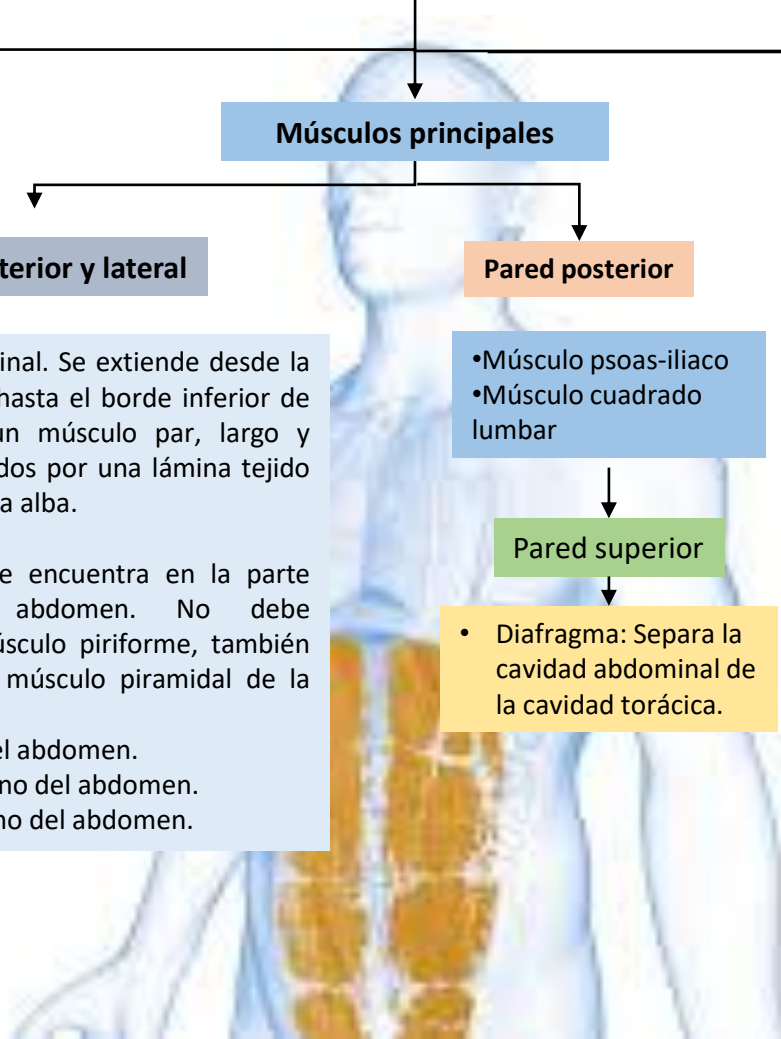 Músculos principales
terior y lateral
inal. Se extiende desde la
hasta el borde inferior de
un músculo par, largo y
dos por una lámina tejido
a alba.
e encuentra en la parte
abdomen. No debe
úsculo piriforme, también
músculo piramidal de la
el abdomen.
no del abdomen.
no del abdomen.
Pared posterior
•Músculo psoas-iliaco
•Músculo cuadrado
lumbar
Pared superior
• Diafragma: Separa la
cavidad abdominal de
la cavidad torácica.